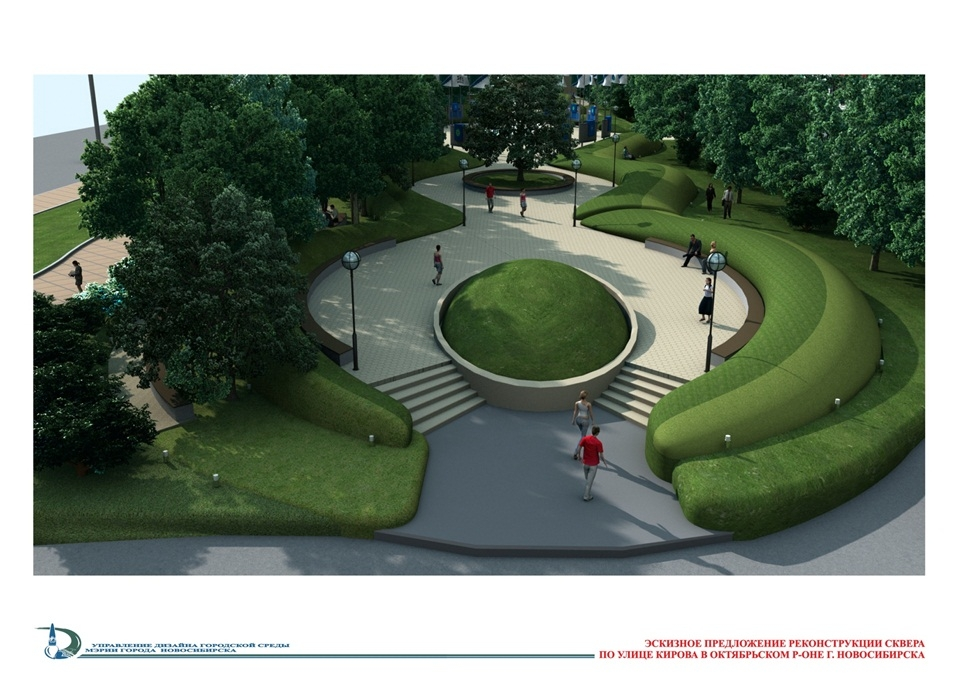 УПРАВЛЕНИЕ ДИЗАЙНА ГОРОДСКОЙ СРЕДЫ
МЭРИИ ГОРОДА НОВОСИБИРСКА
ЭСКИЗНОЕ ПРЕДЛОЖЕНИЕ РЕКОНСТРУКЦИИ СКВЕРА
ПО УЛИЦЕ КИРОВА В ОКТЯБРЬСКОМ Р-ОНЕ Г. НОВОСИБИРСКА